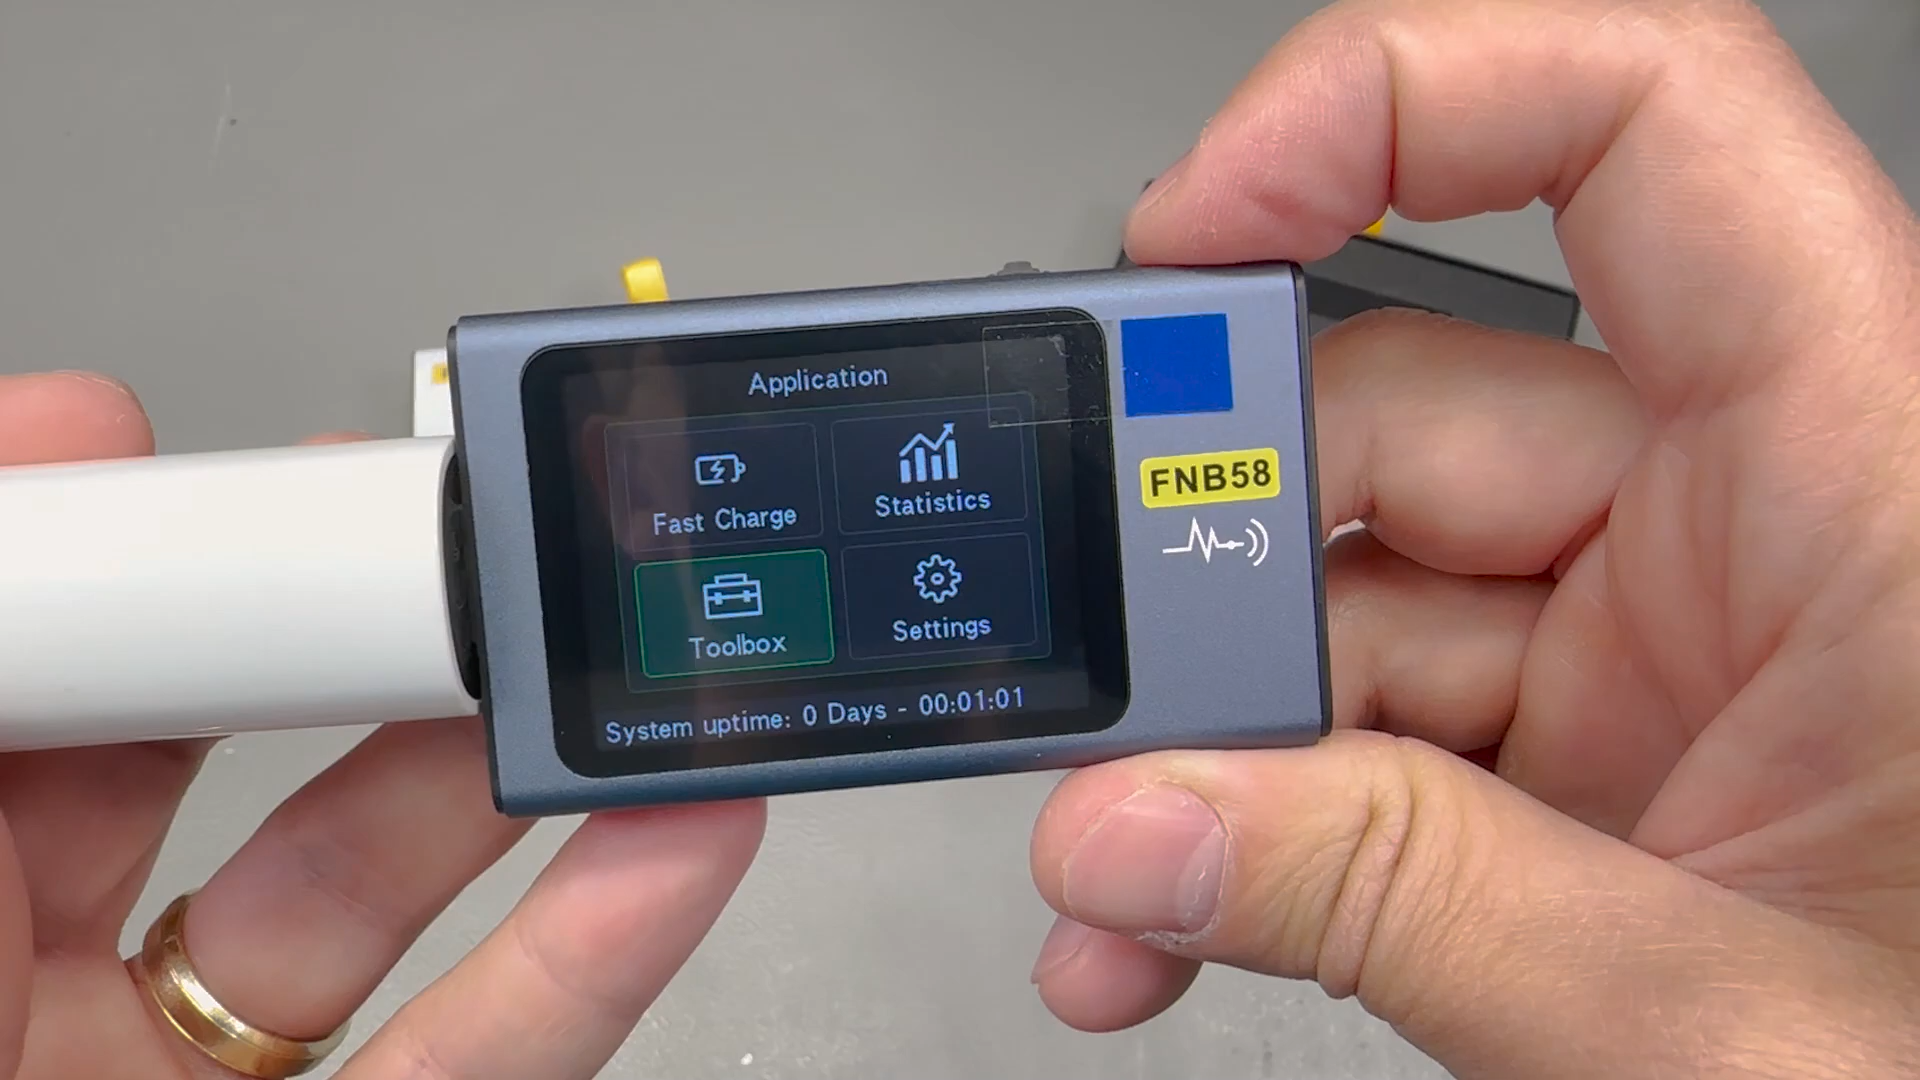 Application
Fast Charge
Statistics
Toolbox
Settings
System uptime: 0 Days - 00:01:01
FNB58